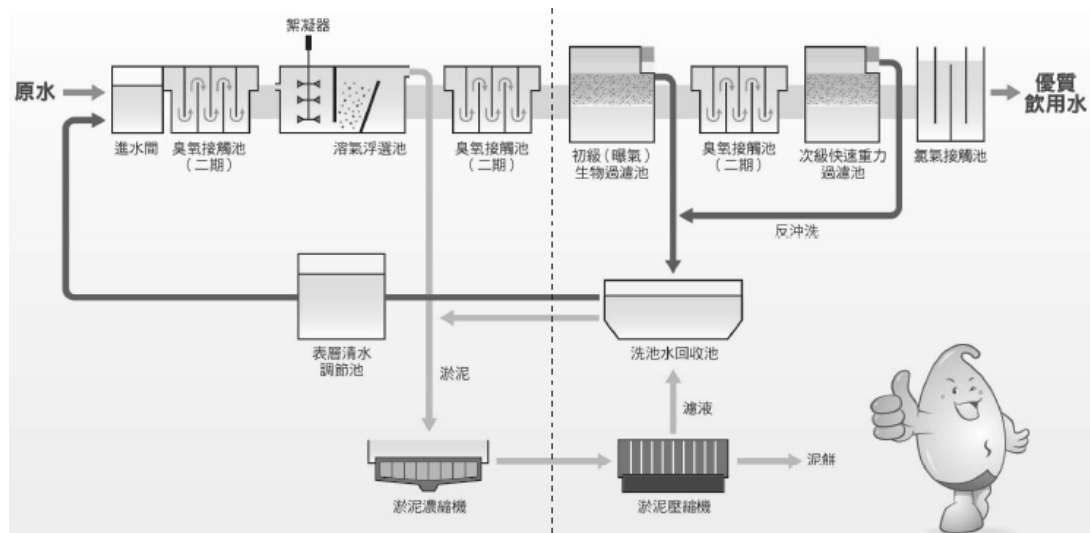 絮凝器
原水
優質
飲用水
進水間
臭氧接觸池
(二期)
溶氣浮選池
臭氧接觸池
(二期)
初級(曝氣)
生物過濾池
臭氧接觸池
(二期)
次級快速重力
過濾池
氯氣接觸池
反沖洗
表層清水
調節池
淤泥
洗池水回收池
濾液
淤泥濃縮機
淤泥壓縮機
泥餅